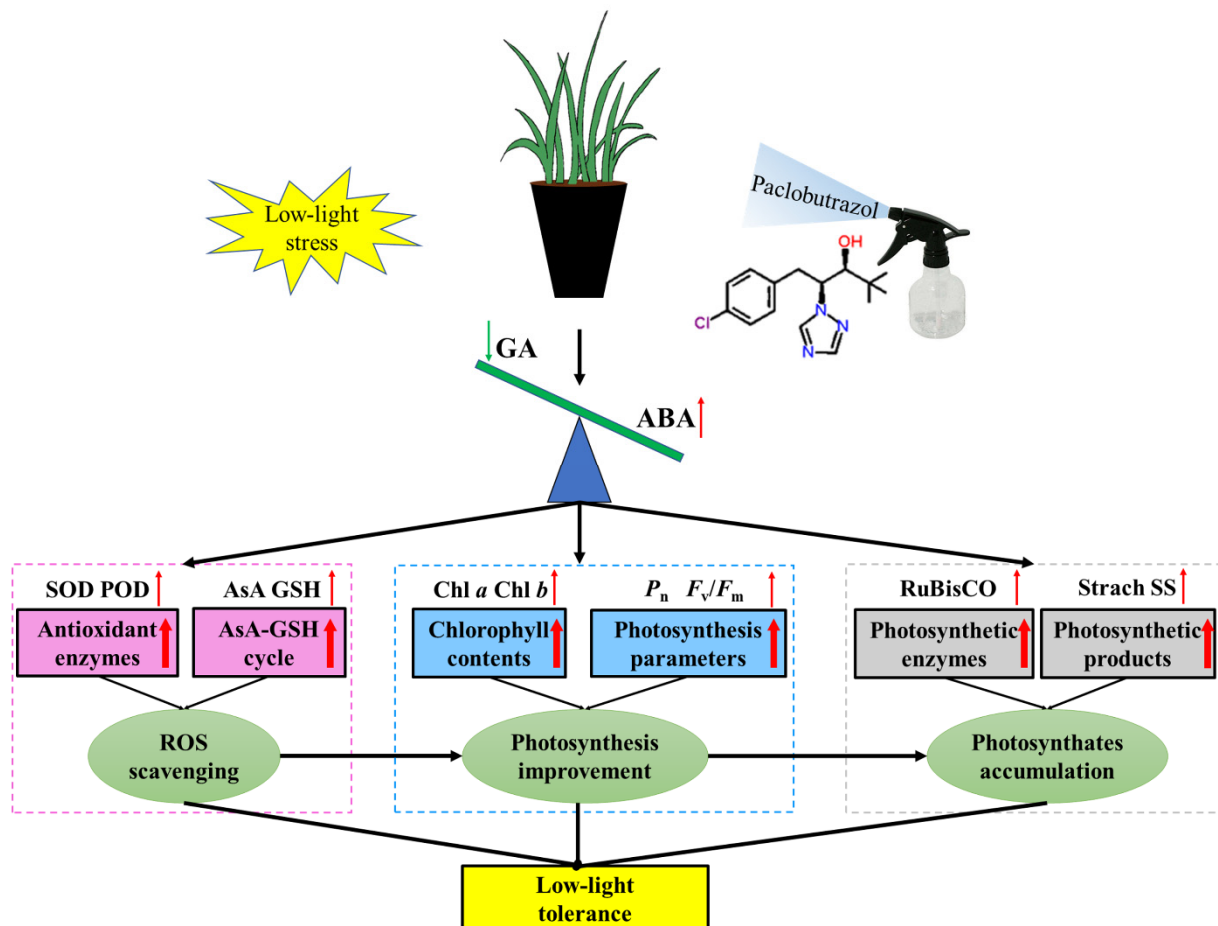 Low-light
stress
Paclobutrazol
OH
Cl
N
N
N
GA
ABA
SOD POD
AsA GSH
Chl a Chl b
Pn Fv/Fm
RuBisCO
Strach SS
Antioxidant
enzymes
AsA-GSH
cycle
Chlorophyll
contents
Photosynthesis
parameters
Photosynthetic
enzymes
Photosynthetic
products
ROS
scavenging
Photosynthesis
improvement
Photosynthates
accumulation
Low-light
tolerance